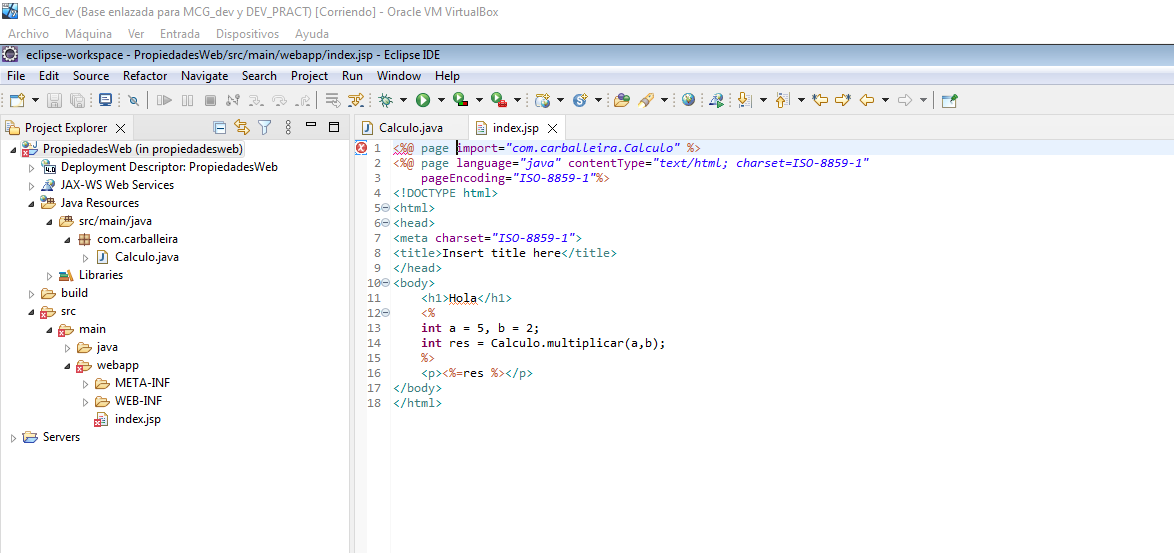 MCG_dev (Base enlazada para MCG_dev y DEV_PRACT) [Corriendo] - Oracle VM VirtualBox
Archivo Máquina Ver Entrada Dispositivos Ayuda
eclipse-workspace - PropiedadesWeb/src/main/webapp/index.jsp - Eclipse IDE
File Edit Source Refactor Navigate Search Project Run Window Help
Project Explorer
PropiedadesWeb (in propiedadesweb)
Deployment Descriptor: PropiedadesWeb
JAX-WS Web Services
Java Resources
src/main/java
com.carballeira
Calculo.java
Libraries
build
src
main
java
webapp
META-INF
WEB-INF
index.jsp
Servers
Calculo.java index.jsp
1 <%@ page import="com.carballeira.Calculo" %>
2 <%@ page language="java" contentType="text/html; charset=ISO-8859-1"
3 pageEncoding="ISO-8859-1"%>
4 <!DOCTYPE html>
5 <html>
6 <head>
7 <meta charset="ISO-8859-1">
8 <title>Insert title here</title>
9 </head>
10 <body>
11 <h1>Hola</h1>
12 <%
13 int a = 5, b = 2;
14 int res = Calculo.multiplicar(a,b);
15 %>
16 <p><%=res %></p>
17 </body>
18 </html>